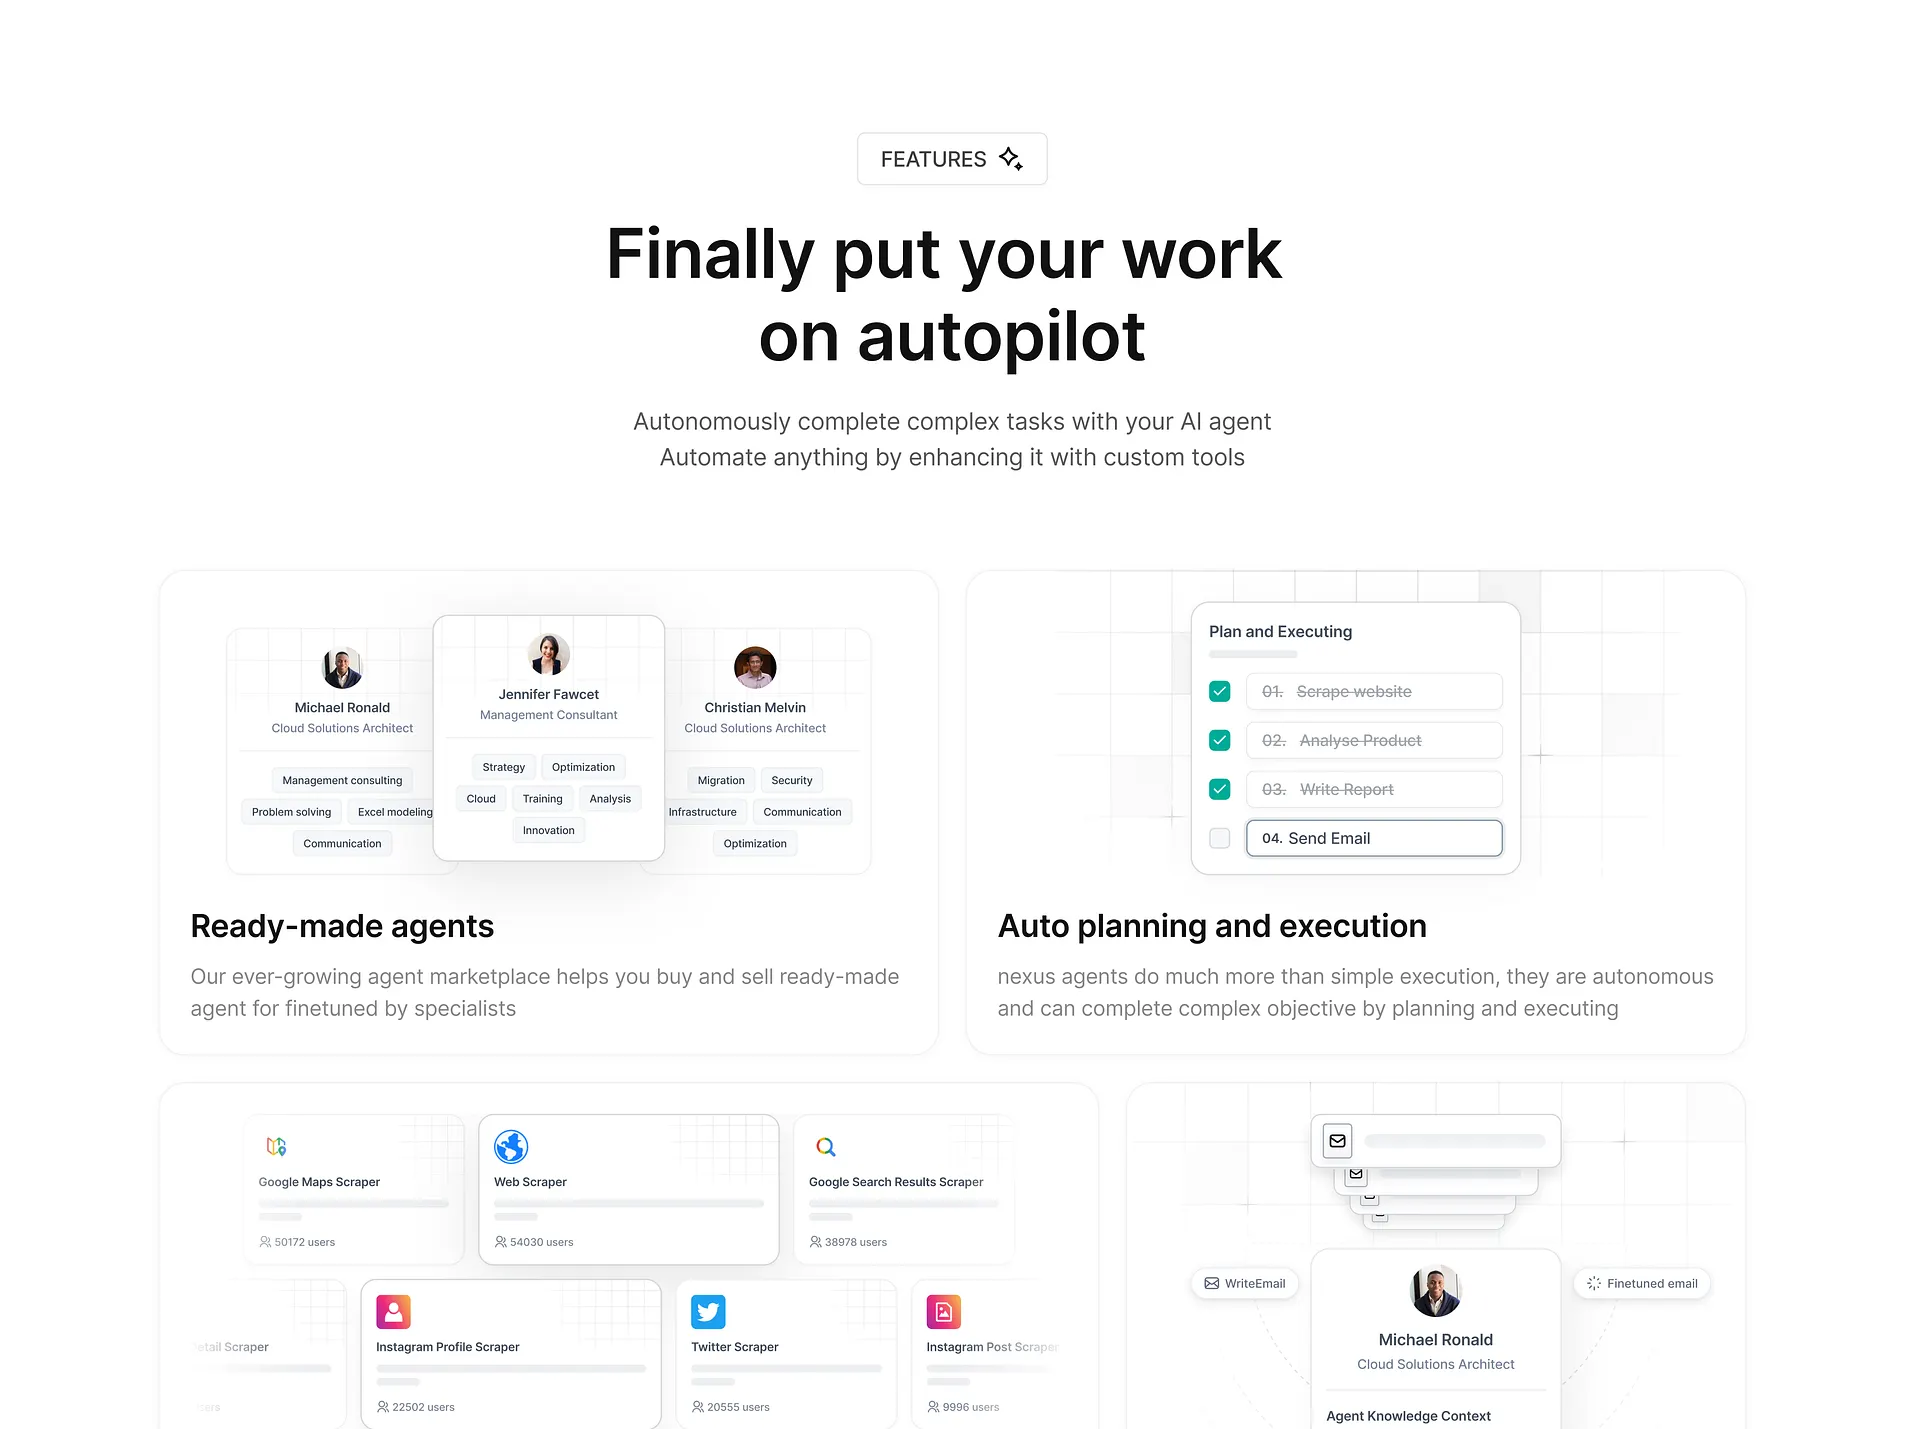 FEATURES
Finally put your work
on autopilot
Autonomously complete complex tasks with your AI agent
Automate anything by enhancing it with custom tools
Michael Ronald
Cloud Solutions Architect
Management consulting
Problem solving
Excel modeling
Communication
Jennifer Fawcet
Management Consultant
Strategy
Optimization
Cloud
Training
Analysis
Innovation
Christian Melvin
Cloud Solutions Architect
Migration
Security
Infrastructure
Communication
Optimization
Ready-made agents
Our ever-growing agent marketplace helps you buy and sell ready-made
agent for finetuned by specialists
Plan and Executing
01. Scrape website
02. Analyse Product
03. Write Report
04. Send Email
Auto planning and execution
nexus agents do much more than simple execution, they are autonomous
and can complete complex objective by planning and executing
Google Maps Scraper
50172 users
Web Scraper
54030 users
Google Search Results Scraper
38978 users
Scraper
Instagram Profile Scraper
22502 users
Twitter Scraper
20555 users
Instagram Post Scraper
9996 users
WriteEmail
Finetuned email
Michael Ronald
Cloud Solutions Architect
Agent Knowledge Context